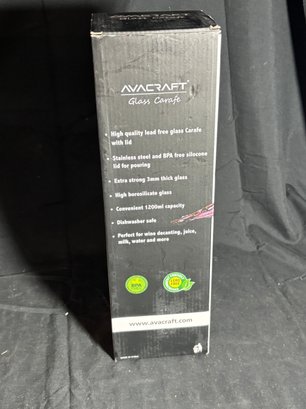 AVACRAFT
Glass Carafe
• High quality lead free glass Carafe
with lid
• Stainless steel and BPA free silocone
lid for pouring
• Extra strong 3mm thick glass
• High borosilicate glass
• Convenient 1200ml capacity
• Dishwasher safe
• Perfect for wine decanting, juice,
milk, water and more
BPA
www.avacraft.com